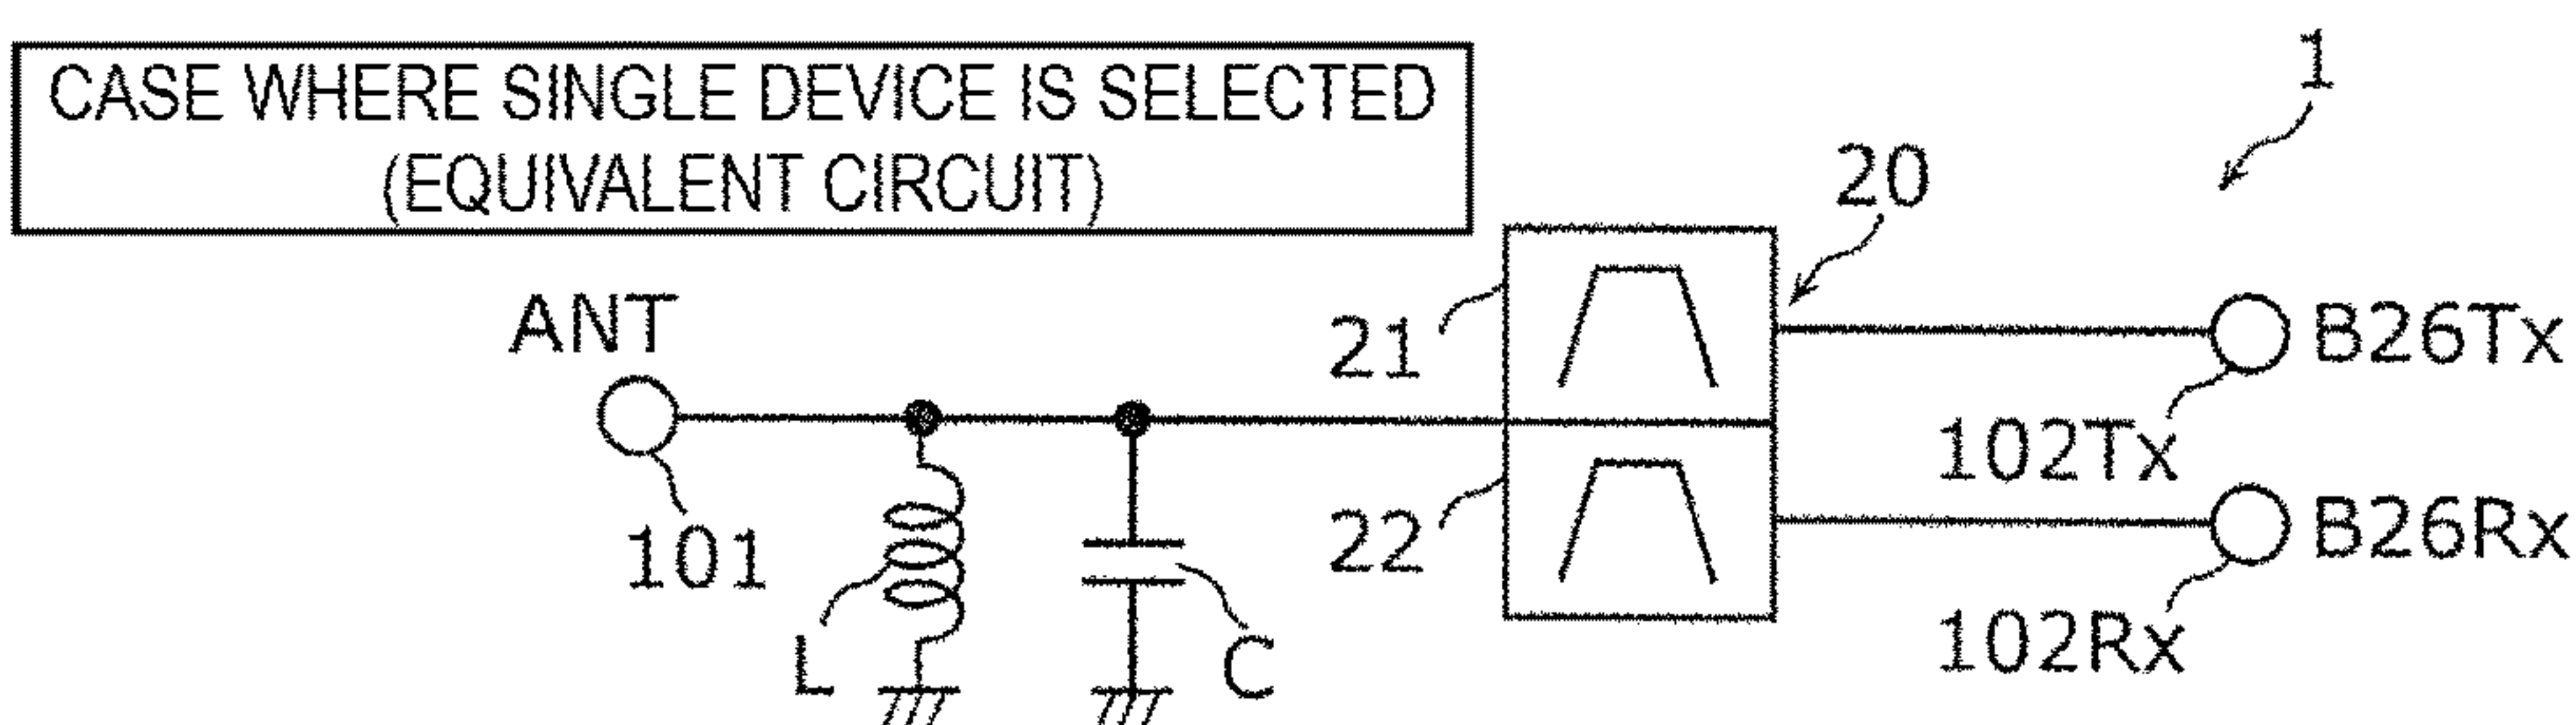 CASE WHERE SINGLE DEVICE IS SELECTED
(EQUIVALENT CIRCUIT)
1
20
ANT
21
B26Tx
102Tx
22
B26Rx
101
102Rx
L
C